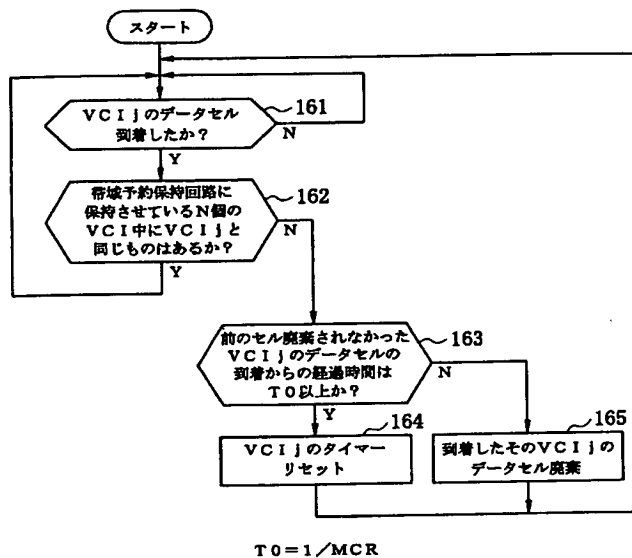 スタート
VCIjのデータセル
到着したか？
161
N
Y
帯域予約保持回路に
保持させているN個の
VCI中にVCIjと
同じものはあるか？
162
N
Y
前のセル廃棄されなかった
VCIjのデータセルの
到着からの経過時間は
T0以上か？
163
N
Y
164
VCIjのタイマー
リセット
165
到着したそのVCIjの
データセル廃棄
T0＝1／MCR